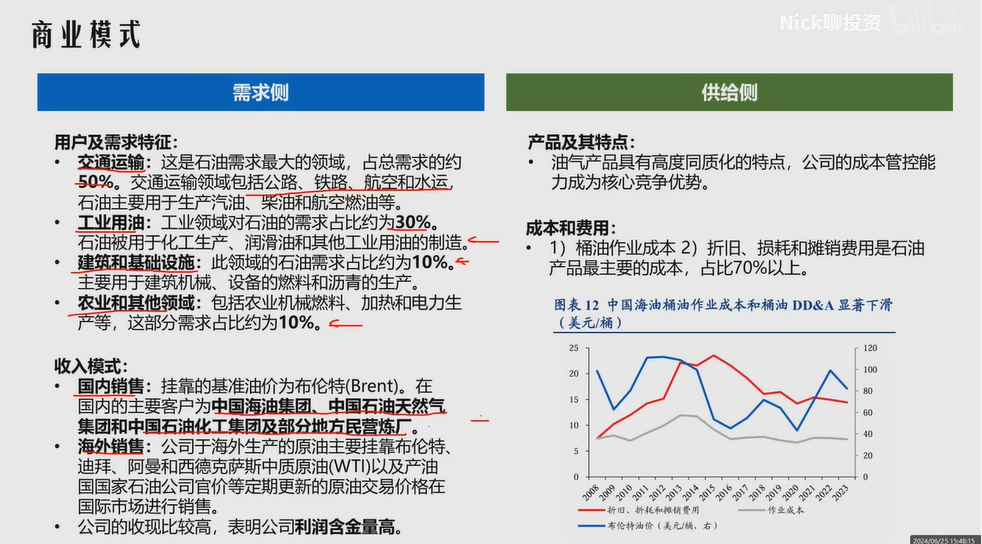 商业模式
Nick聊投资
bilibili
需求侧
用户及需求特征：
• 交通运输：这是石油需求最大的领域，占总需求的约
50%。交通运输领域包括公路、铁路、航空和水运，
石油主要用于生产汽油、柴油和航空燃油等。
• 工业用油：工业领域对石油的需求占比约为30%。
石油被用于化工生产、润滑油和其他工业用油的制造。
• 建筑和基础设施：此领域的石油需求占比约为10%。
主要用于建筑机械、设备的燃料和沥青的生产。
• 农业和其他领域：包括农业机械燃料、加热和电力生
产等，这部分需求占比约为10%。
收入模式：
• 国内销售：挂靠的基准油价为布伦特(Brent)。在
国内的主要客户为中国海油集团、中国石油天然气
集团和中国石油化工集团及部分地方民营炼厂。
• 海外销售：公司于海外生产的原油主要挂靠布伦特、
迪拜、阿曼和西德克萨斯中质原油(WTI)以及产油
国国家石油公司官价等定期更新的原油交易价格在
国际市场进行销售。
• 公司的收现比较高，表明公司利润含金量高。
供给侧
产品及其特点：
• 油气产品具有高度同质化的特点，公司的成本管控能
力成为核心竞争优势。
成本和费用：
• 1）桶油作业成本 2）折旧、损耗和摊销费用是石油
产品最主要的成本，占比70%以上。
图表 12 中国海油桶油作业成本和桶油 DD&A 显著下滑
（美元/桶）
25 120
20 100
15 80
10 60
5 40
0 20
0
2008 2009 2010 2011 2012 2013 2014 2015 2016 2017 2018 2019 2020 2021 2022 2023
折旧、折耗和摊销费用 作业成本
布伦特油价（美元/桶，右）
2024/06/25 15:48:15